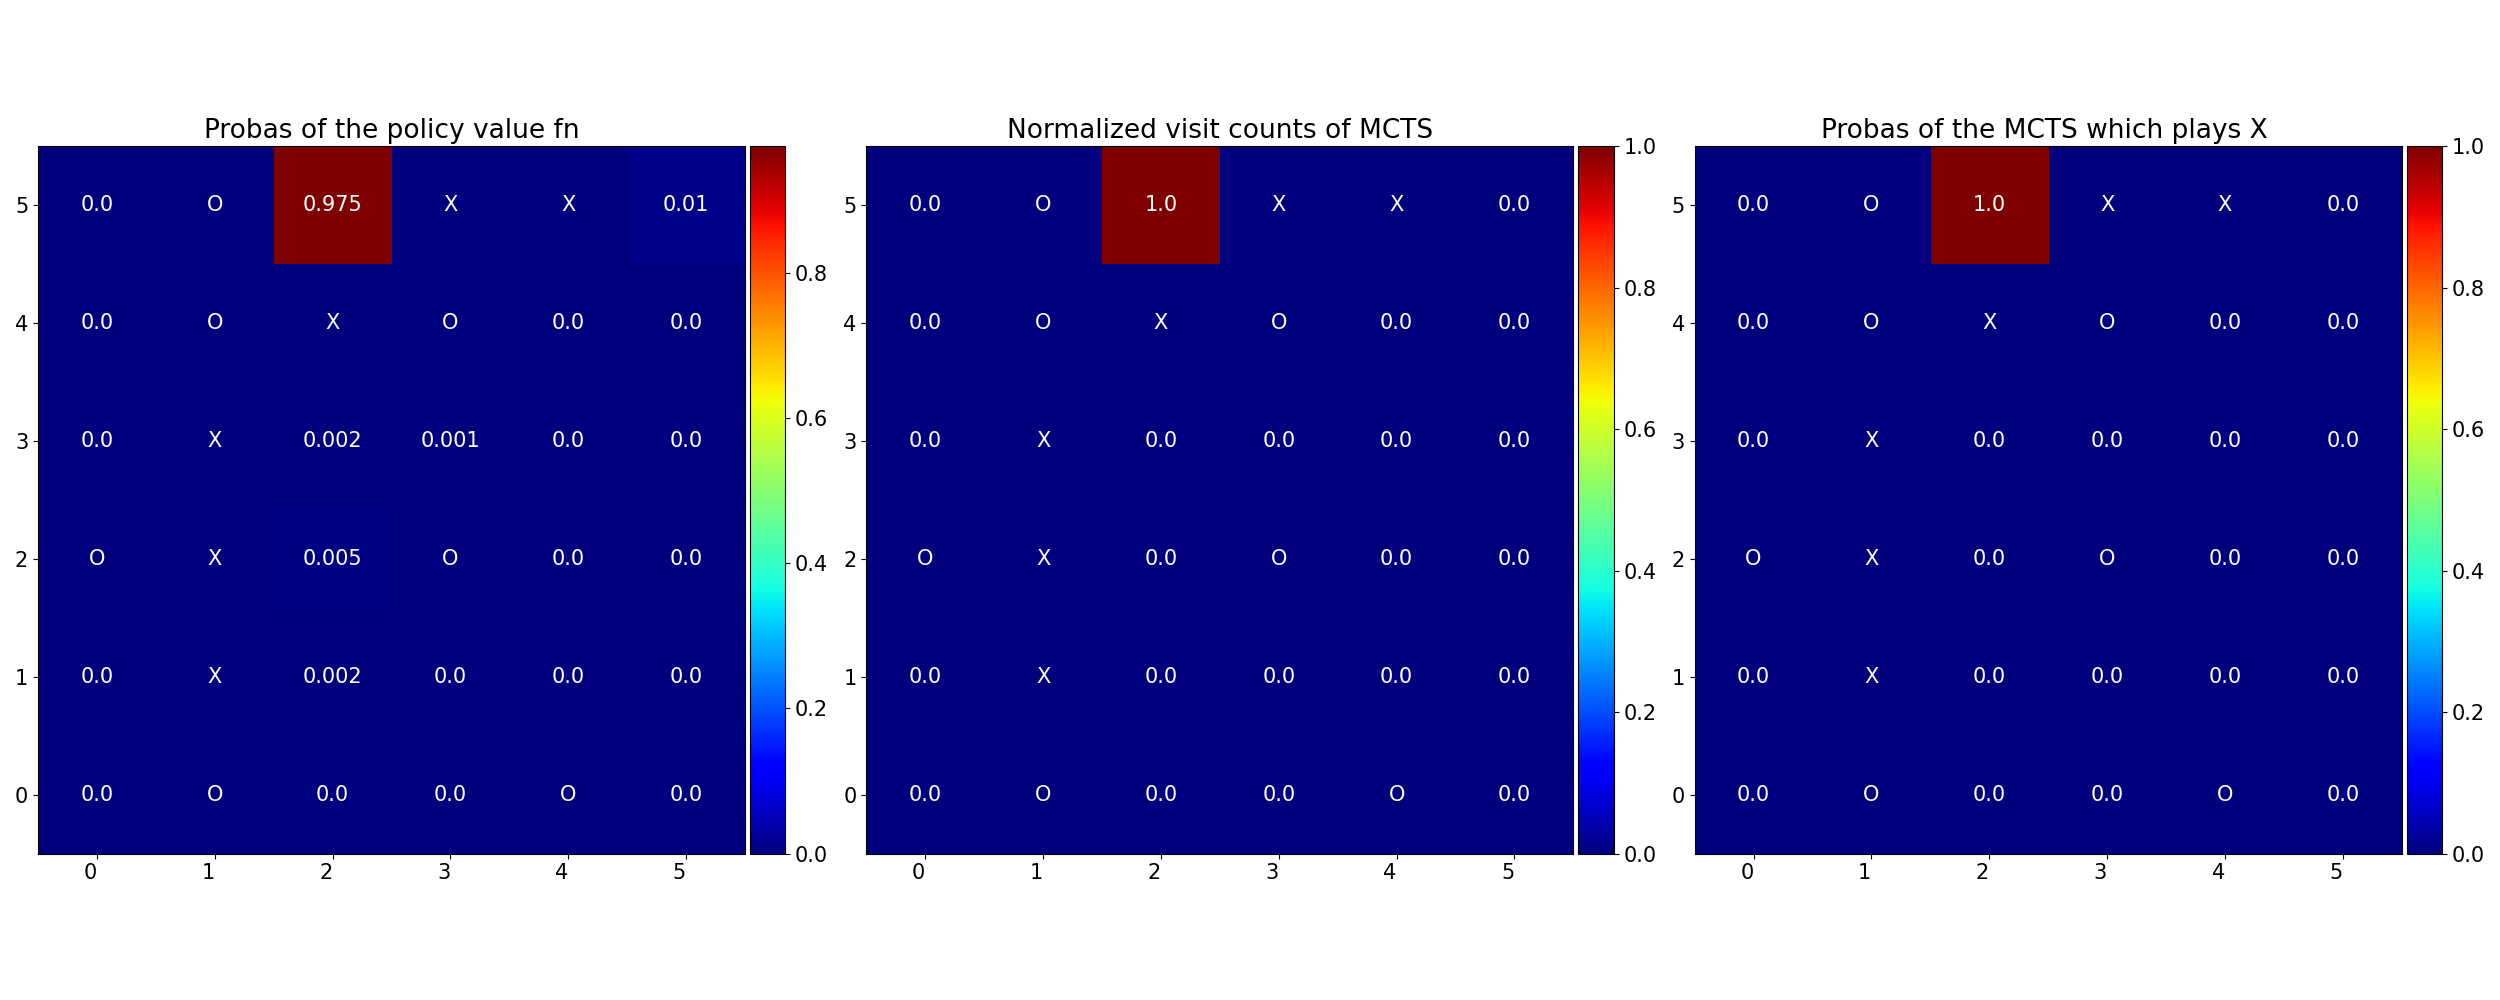 Probas of the policy value fn
5 0.0 O 0.975 X X 0.01
4 0.0 O X O 0.0 0.0
3 0.0 X 0.002 0.001 0.0 0.0
2 O X 0.005 O 0.0 0.0
1 0.0 X 0.002 0.0 0.0 0.0
0 0.0 O 0.0 0.0 O 0.0
0 1 2 3 4 5
0.8
0.6
0.4
0.2
0.0
Normalized visit counts of MCTS
5 0.0 O 1.0 X X 0.0
4 0.0 O X O 0.0 0.0
3 0.0 X 0.0 0.0 0.0 0.0
2 O X 0.0 O 0.0 0.0
1 0.0 X 0.0 0.0 0.0 0.0
0 0.0 O 0.0 0.0 O 0.0
0 1 2 3 4 5
1.0
0.8
0.6
0.4
0.2
0.0
Probas of the MCTS which plays X
5 0.0 O 1.0 X X 0.0
4 0.0 O X O 0.0 0.0
3 0.0 X 0.0 0.0 0.0 0.0
2 O X 0.0 O 0.0 0.0
1 0.0 X 0.0 0.0 0.0 0.0
0 0.0 O 0.0 0.0 O 0.0
0 1 2 3 4 5
1.0
0.8
0.6
0.4
0.2
0.0